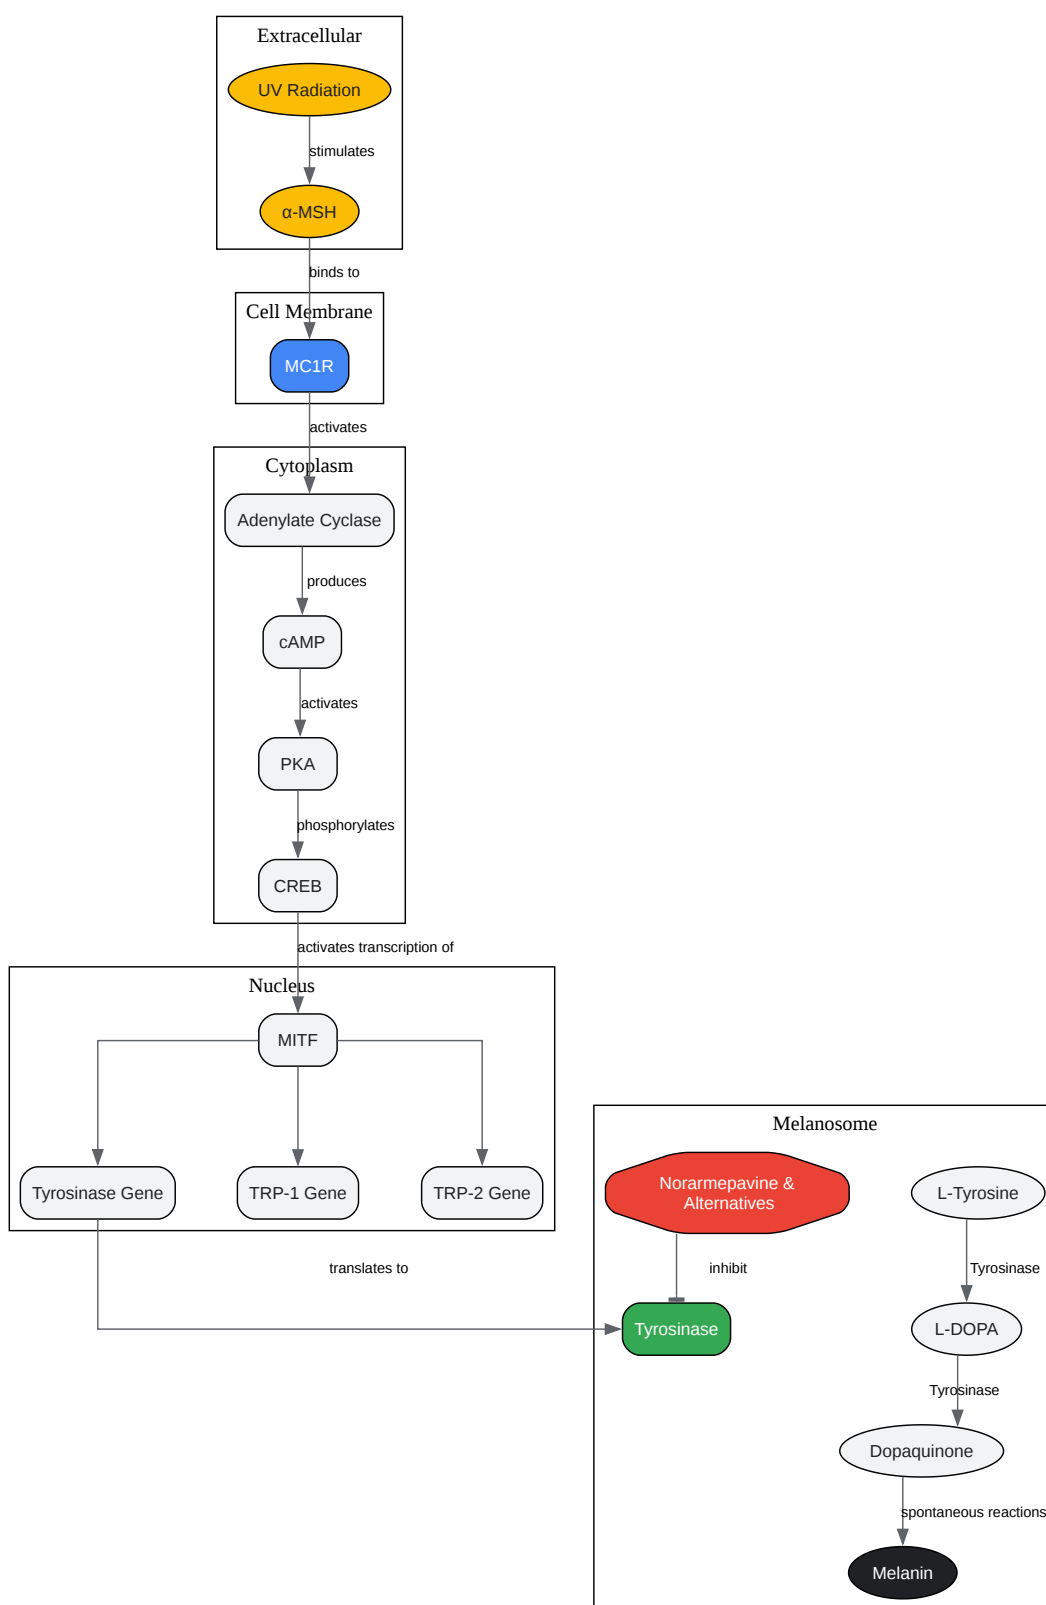 Extracellular
UV Radiation
stimulates
α-MSH
binds to
Cell Membrane
MC1R
activates
Cytoplasm
Adenylate Cyclase
produces
cAMP
activates
PKA
phosphorylates
CREB
activates transcription of
Nucleus
MITF
Tyrosinase Gene
TRP-1 Gene
TRP-2 Gene
translates to
Melanosome
Norarmepavine &
Alternatives
inhibit
Tyrosinase
L-Tyrosine
Tyrosinase
L-DOPA
Tyrosinase
Dopaquinone
spontaneous reactions
Melanin